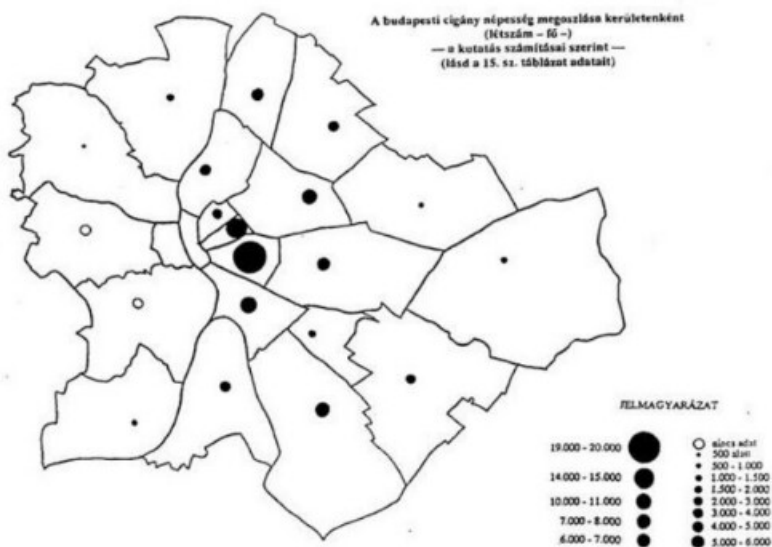 A budapesti cigány népesség megoszlása kerületenként
(létszám – fő –)
— a kutatás számításai szerint —
(lásd a 15. sz. táblázat adatait)
JELMAGYARÁZAT
19.000 - 20.000
14.000 - 15.000
10.000 - 11.000
7.000 - 8.000
6.000 - 7.000
nincs adat
500 alatt
500 - 1.000
1.000 - 1.500
1.500 - 2.000
2.000 - 3.000
3.000 - 4.000
4.000 - 5.000
5.000 - 6.000